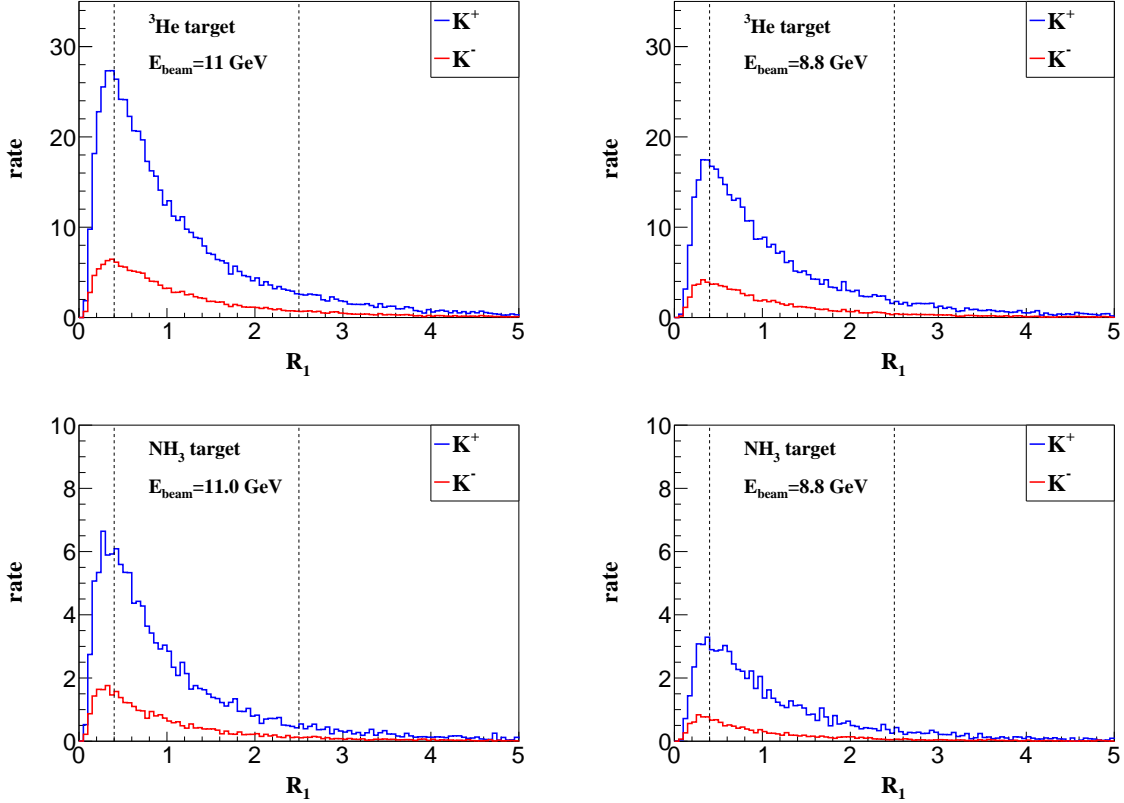 ³He target
E_beam=11 GeV
K⁺
K⁻
30
20
10
0
0 1 2 3 4 5
rate
R₁
³He target
E_beam=8.8 GeV
K⁺
K⁻
30
20
10
0
0 1 2 3 4 5
rate
R₁
NH₃ target
E_beam=11.0 GeV
K⁺
K⁻
10
8
6
4
2
0
0 1 2 3 4 5
rate
R₁
NH₃ target
E_beam=8.8 GeV
K⁺
K⁻
10
8
6
4
2
0
0 1 2 3 4 5
rate
R₁